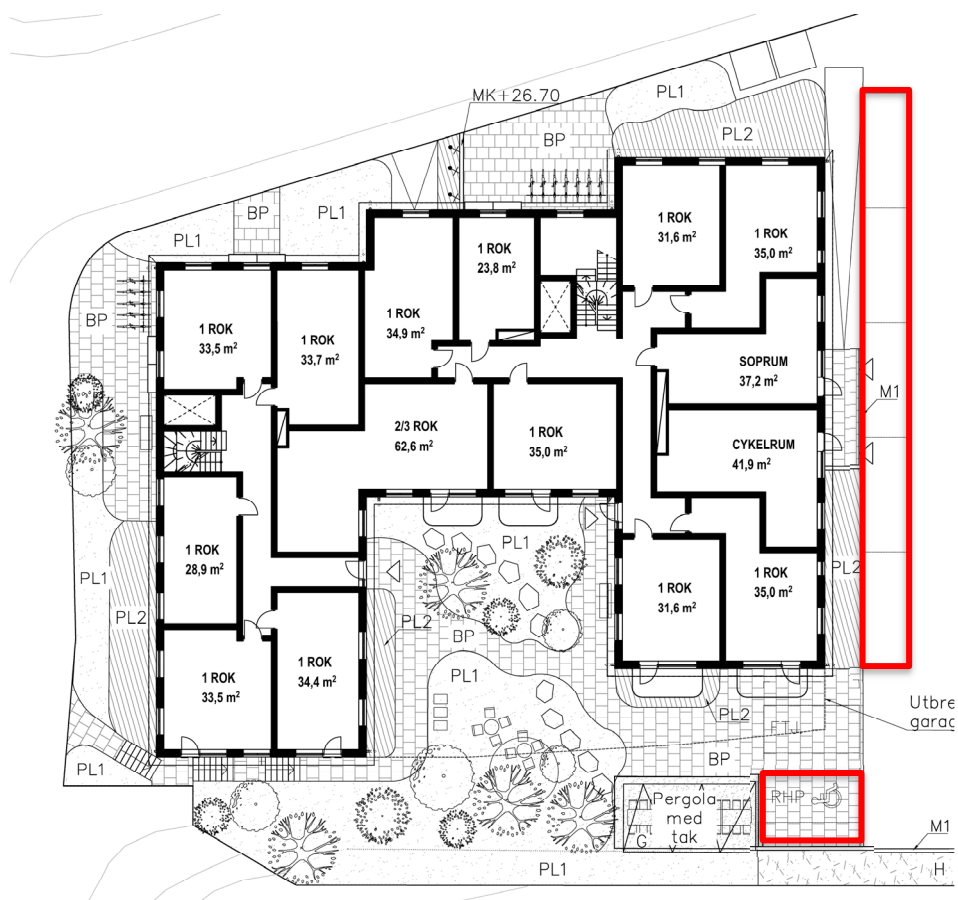 MK+26.70
PL1
BP
PL2
BP
PL1
PL1
1 ROK
31,6 m²
1 ROK
35,0 m²
1 ROK
23,8 m²
1 ROK
34,9 m²
1 ROK
33,5 m²
1 ROK
33,7 m²
BP
SOPRUM
37,2 m²
M1
2/3 ROK
62,6 m²
1 ROK
35,0 m²
CYKELRUM
41,9 m²
1 ROK
28,9 m²
PL1
PL1
PL2
1 ROK
31,6 m²
1 ROK
35,0 m²
PL2
PL2
BP
1 ROK
33,5 m²
1 ROK
34,4 m²
PL1
PL2
FTJ
Utbre
garag
BP
PL1
Pergola
med
tak
G
RHP
M1
PL1
H